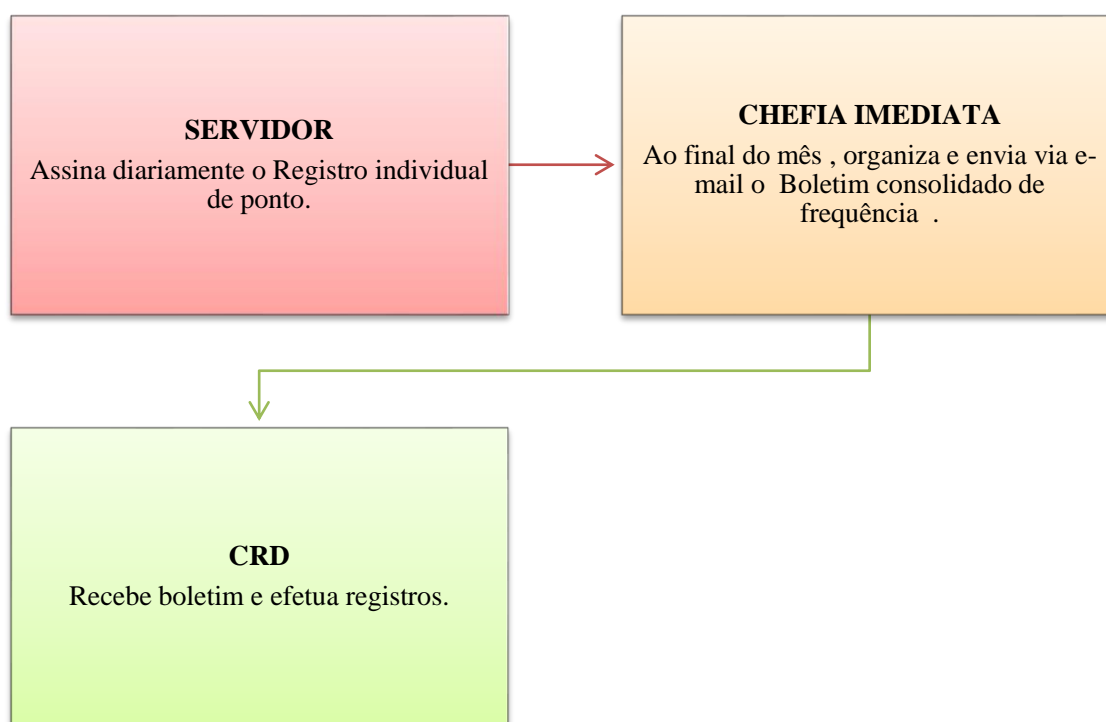 SERVIDOR
Assina diariamente o Registro individual
de ponto.
CHEFIA IMEDIATA
Ao final do mês , organiza e envia via e-
mail o  Boletim consolidado de
frequência  .
CRD
Recebe boletim e efetua registros.